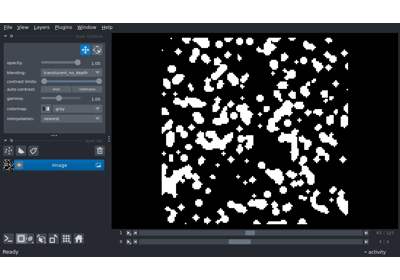 File View Layers Plugins Window Help
opacity: 1.00
blending: translucent_no_depth
contrast limits:
auto-contrast: once continuous
gamma: 1.00
colormap: gray
interpolation: nearest
Image
1
0
Ready
activity